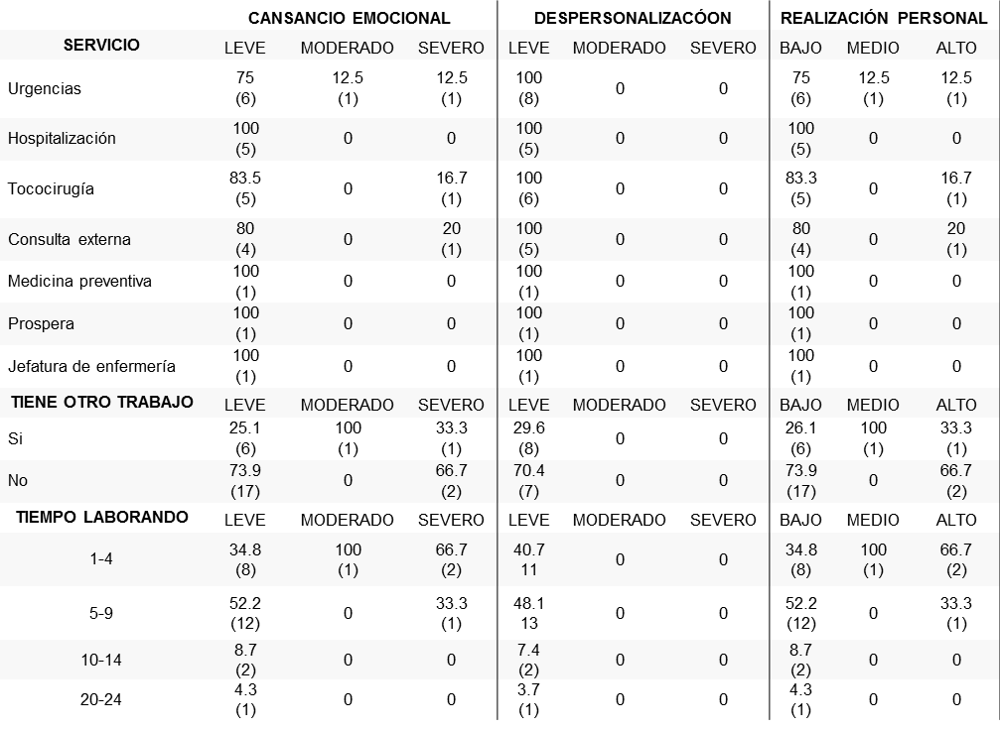 CANSANCIO EMOCIONAL DESPERSONALIZACÓON REALIZACIÓN PERSONAL
SERVICIO LEVE MODERADO SEVERO LEVE MODERADO SEVERO BAJO MEDIO ALTO
Urgencias 75 (6) 12.5 (1) 12.5 (1) 100 (8) 0 0 75 (6) 12.5 (1) 12.5 (1)
Hospitalización 100 (5) 0 0 100 (5) 0 0 100 (5) 0 0
Tococirugía 83.5 (5) 0 16.7 (1) 100 (6) 0 0 83.3 (5) 0 16.7 (1)
Consulta externa 80 (4) 0 20 (1) 100 (5) 0 0 80 (4) 0 20 (1)
Medicina preventiva 100 (1) 0 0 100 (1) 0 0 100 (1) 0 0
Prospera 100 (1) 0 0 100 (1) 0 0 100 (1) 0 0
Jefatura de enfermería 100 (1) 0 0 100 (1) 0 0 100 (1) 0 0
TIENE OTRO TRABAJO LEVE MODERADO SEVERO LEVE MODERADO SEVERO BAJO MEDIO ALTO
Si 25.1 (6) 100 (1) 33.3 (1) 29.6 (8) 0 0 26.1 (6) 100 (1) 33.3 (1)
No 73.9 (17) 0 66.7 (2) 70.4 (7) 0 0 73.9 (17) 0 66.7 (2)
TIEMPO LABORANDO LEVE MODERADO SEVERO LEVE MODERADO SEVERO BAJO MEDIO ALTO
1-4 34.8 (8) 100 (1) 66.7 (2) 40.7 11 0 0 34.8 (8) 100 (1) 66.7 (2)
5-9 52.2 (12) 0 33.3 (1) 48.1 13 0 0 52.2 (12) 0 33.3 (1)
10-14 8.7 (2) 0 0 7.4 (2) 0 0 8.7 (2) 0 0
20-24 4.3 (1) 0 0 3.7 (1) 0 0 4.3 (1) 0 0